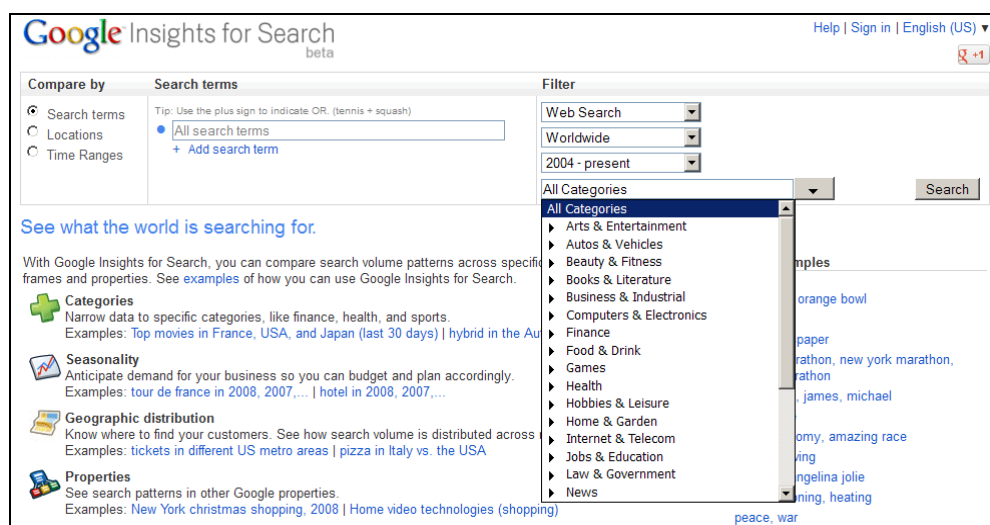 Google Insights for Search
beta
Help | Sign in | English (US) ▼
+1
Compare by
Search terms
Filter
Search terms
Locations
Time Ranges
Tip: Use the plus sign to indicate OR. (tennis + squash)
All search terms
+ Add search term
Web Search
Worldwide
2004 - present
All Categories
Search
All Categories
Arts & Entertainment
Autos & Vehicles
Beauty & Fitness
Books & Literature
Business & Industrial
Computers & Electronics
Finance
Food & Drink
Games
Health
Hobbies & Leisure
Home & Garden
Internet & Telecom
Jobs & Education
Law & Government
News
See what the world is searching for.
With Google Insights for Search, you can compare search volume patterns across
frames and properties. See examples of how you can use Google Insights for Search.
Categories
Narrow data to specific categories, like finance, health, and sports.
Examples: Top movies in France, USA, and Japan (last 30 days) | hybrid in the
Seasonality
Anticipate demand for your business so you can budget and plan accordingly.
Examples: tour de france in 2008, 2007,... | hotel in 2008, 2007,...
Geographic distribution
Know where to find your customers. See how search volume is distributed across
Examples: tickets in different US metro areas | pizza in Italy vs. the USA
Properties
See search patterns in other Google properties.
Examples: New York christmas shopping, 2008 | Home video technologies (shopping)
orange bowl
marathon, new york marathon,
james, michael
amazing race
jolie
heating
peace, war